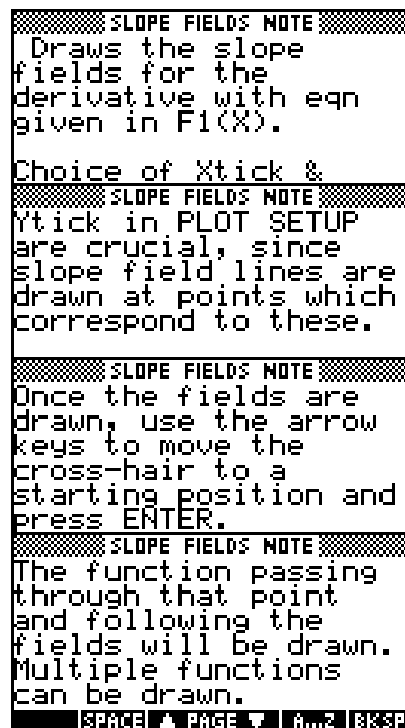 SLOPE FIELDS NOTE
Draws the slope
fields for the
derivative with eqn
given in F1(X).
Choice of Xtick &
SLOPE FIELDS NOTE
Ytick in PLOT SETUP
are crucial, since
slope field lines are
drawn at points which
correspond to these.
SLOPE FIELDS NOTE
Once the fields are
drawn, use the arrow
keys to move the
cross-hair to a
starting position and
press ENTER.
SLOPE FIELDS NOTE
The function passing
through that point
and following the
fields will be drawn.
Multiple functions
can be drawn.
SPACE ▲ PAGE ▼ A...Z BKSP